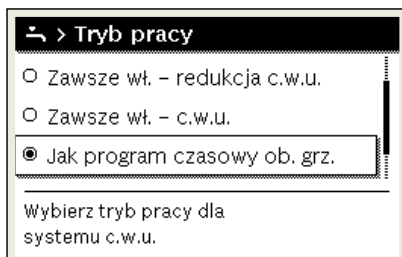 > Tryb pracy
Zawsze wł. – redukcja c.w.u.
Zawsze wł. – c.w.u.
Jak program czasowy ob. grz.
Wybierz tryb pracy dla
systemu c.w.u.